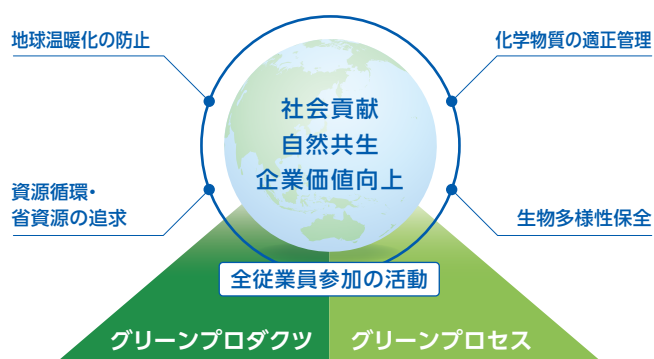 地球温暖化の防止
化学物質の適正管理
社会貢献
自然共生
企業価値向上
資源循環・
省資源の追求
生物多様性保全
全従業員参加の活動
グリーンプロダクツ
グリーンプロセス